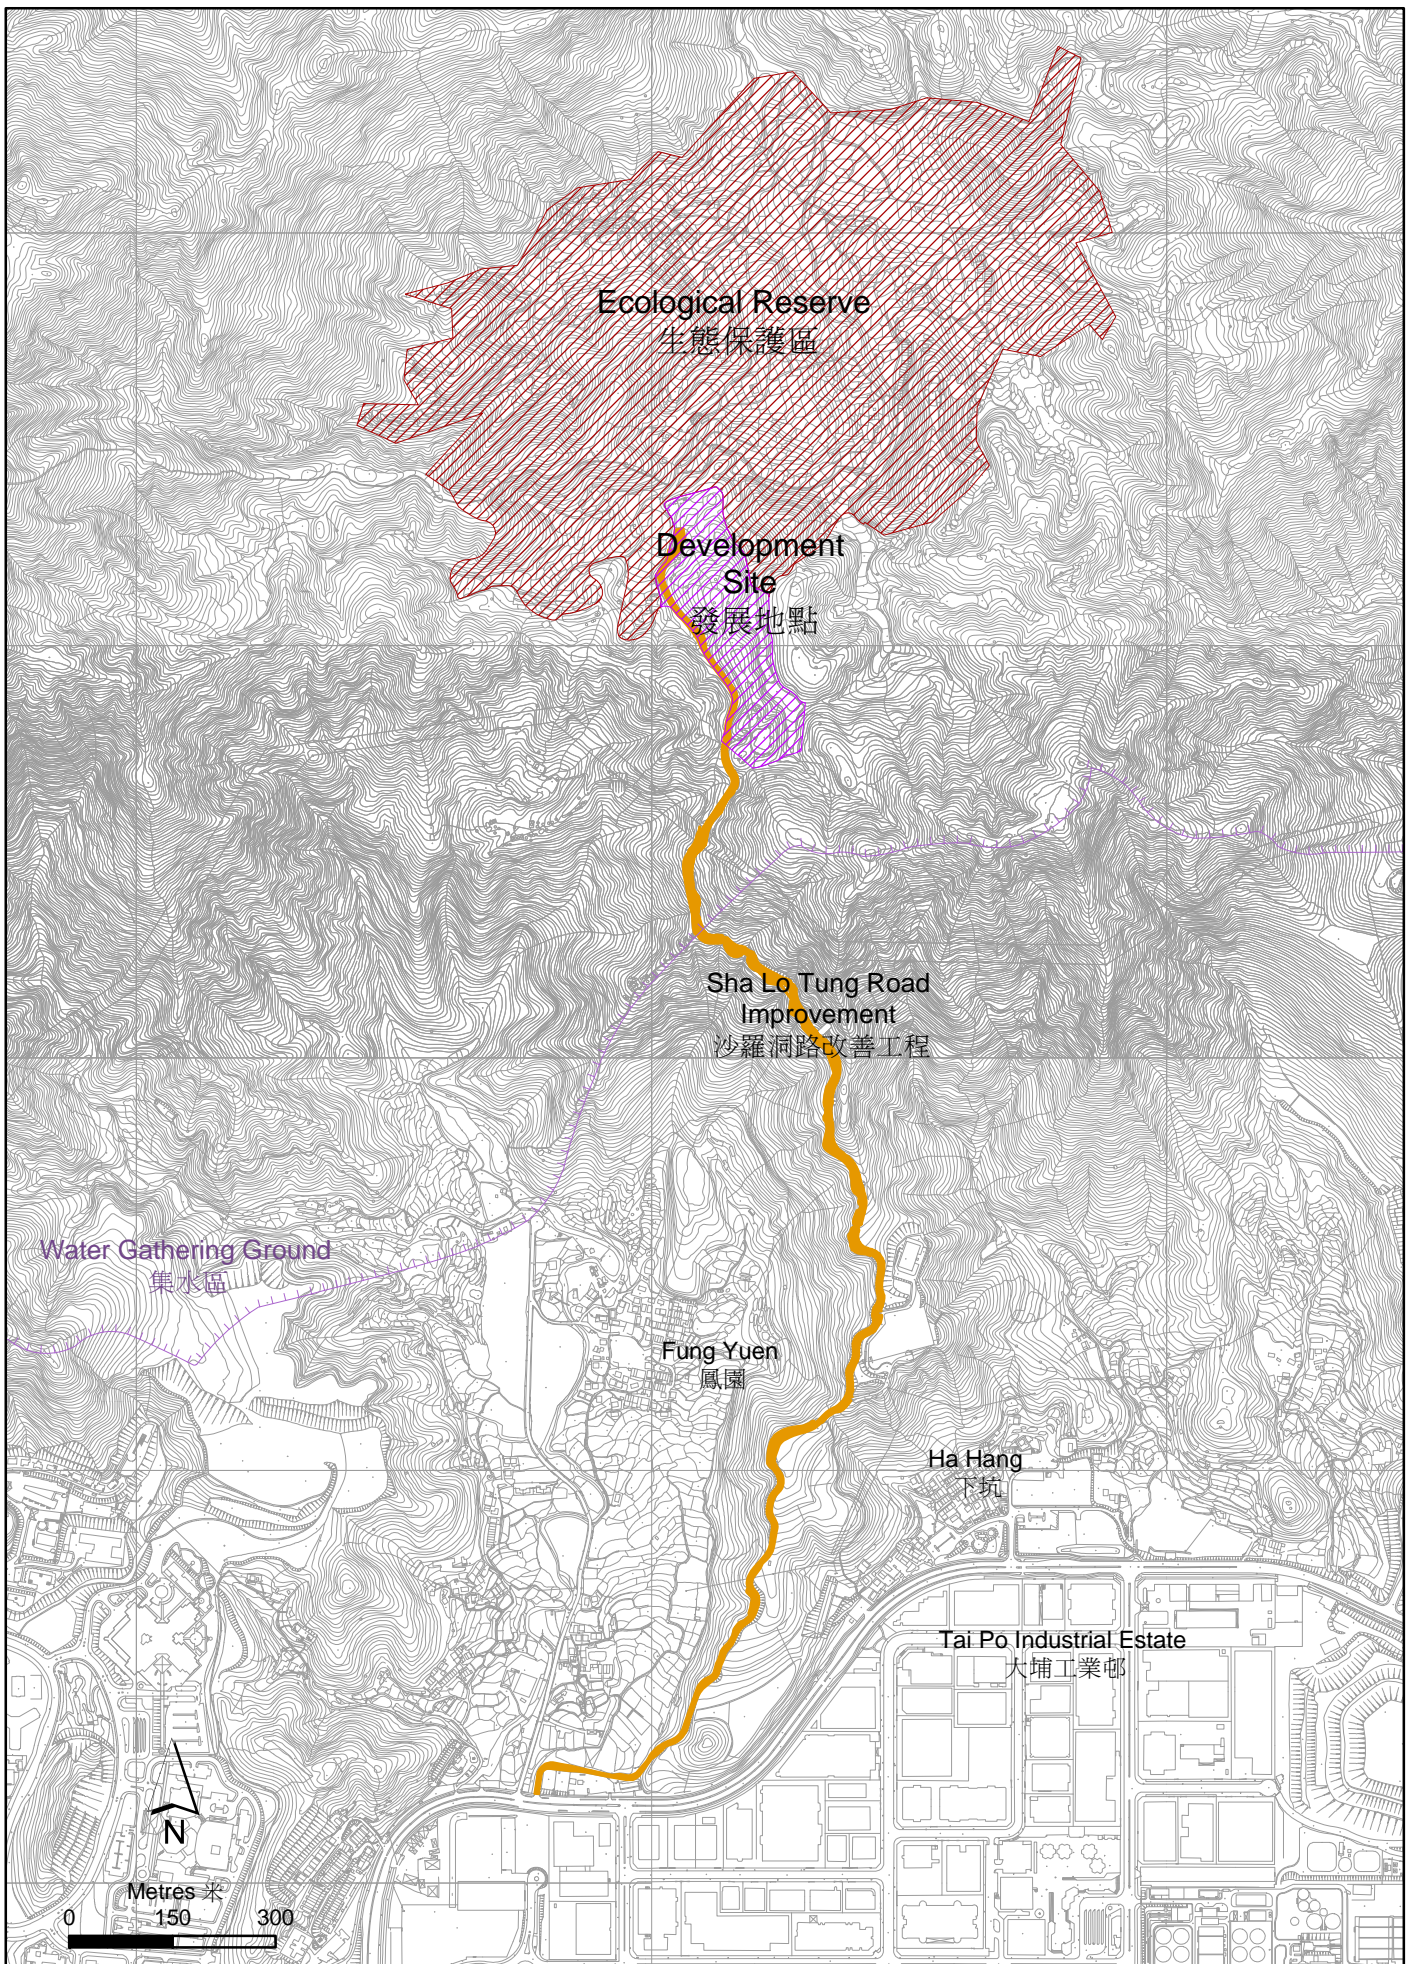 Ecological Reserve
生態保護區
Development
Site
發展地點
Sha Lo Tung Road
Improvement
沙羅洞路改善工程
Water Gathering Ground
集水區
Fung Yuen
鳳園
Ha Hang
下坑
Tai Po Industrial Estate
大埔工業邨
N
Metres 米
0 150 300